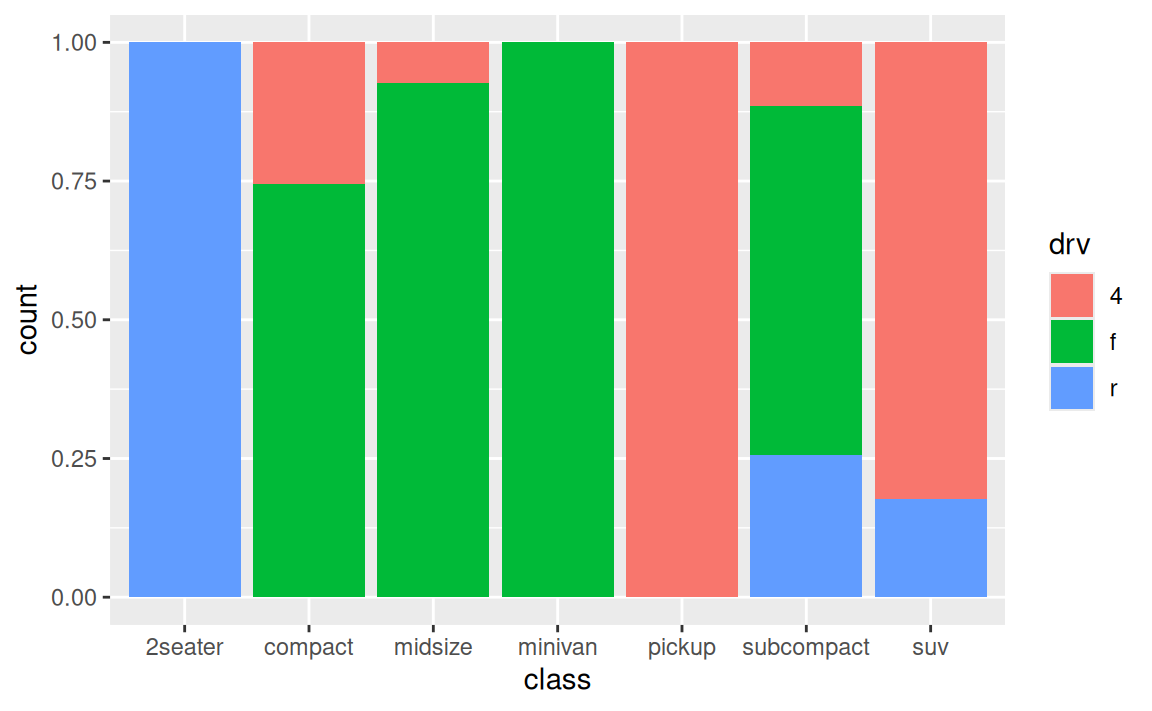 1.00
0.75
0.50
0.25
0.00
count
2seater compact midsize minivan pickup subcompact suv
class
drv
4
f
r